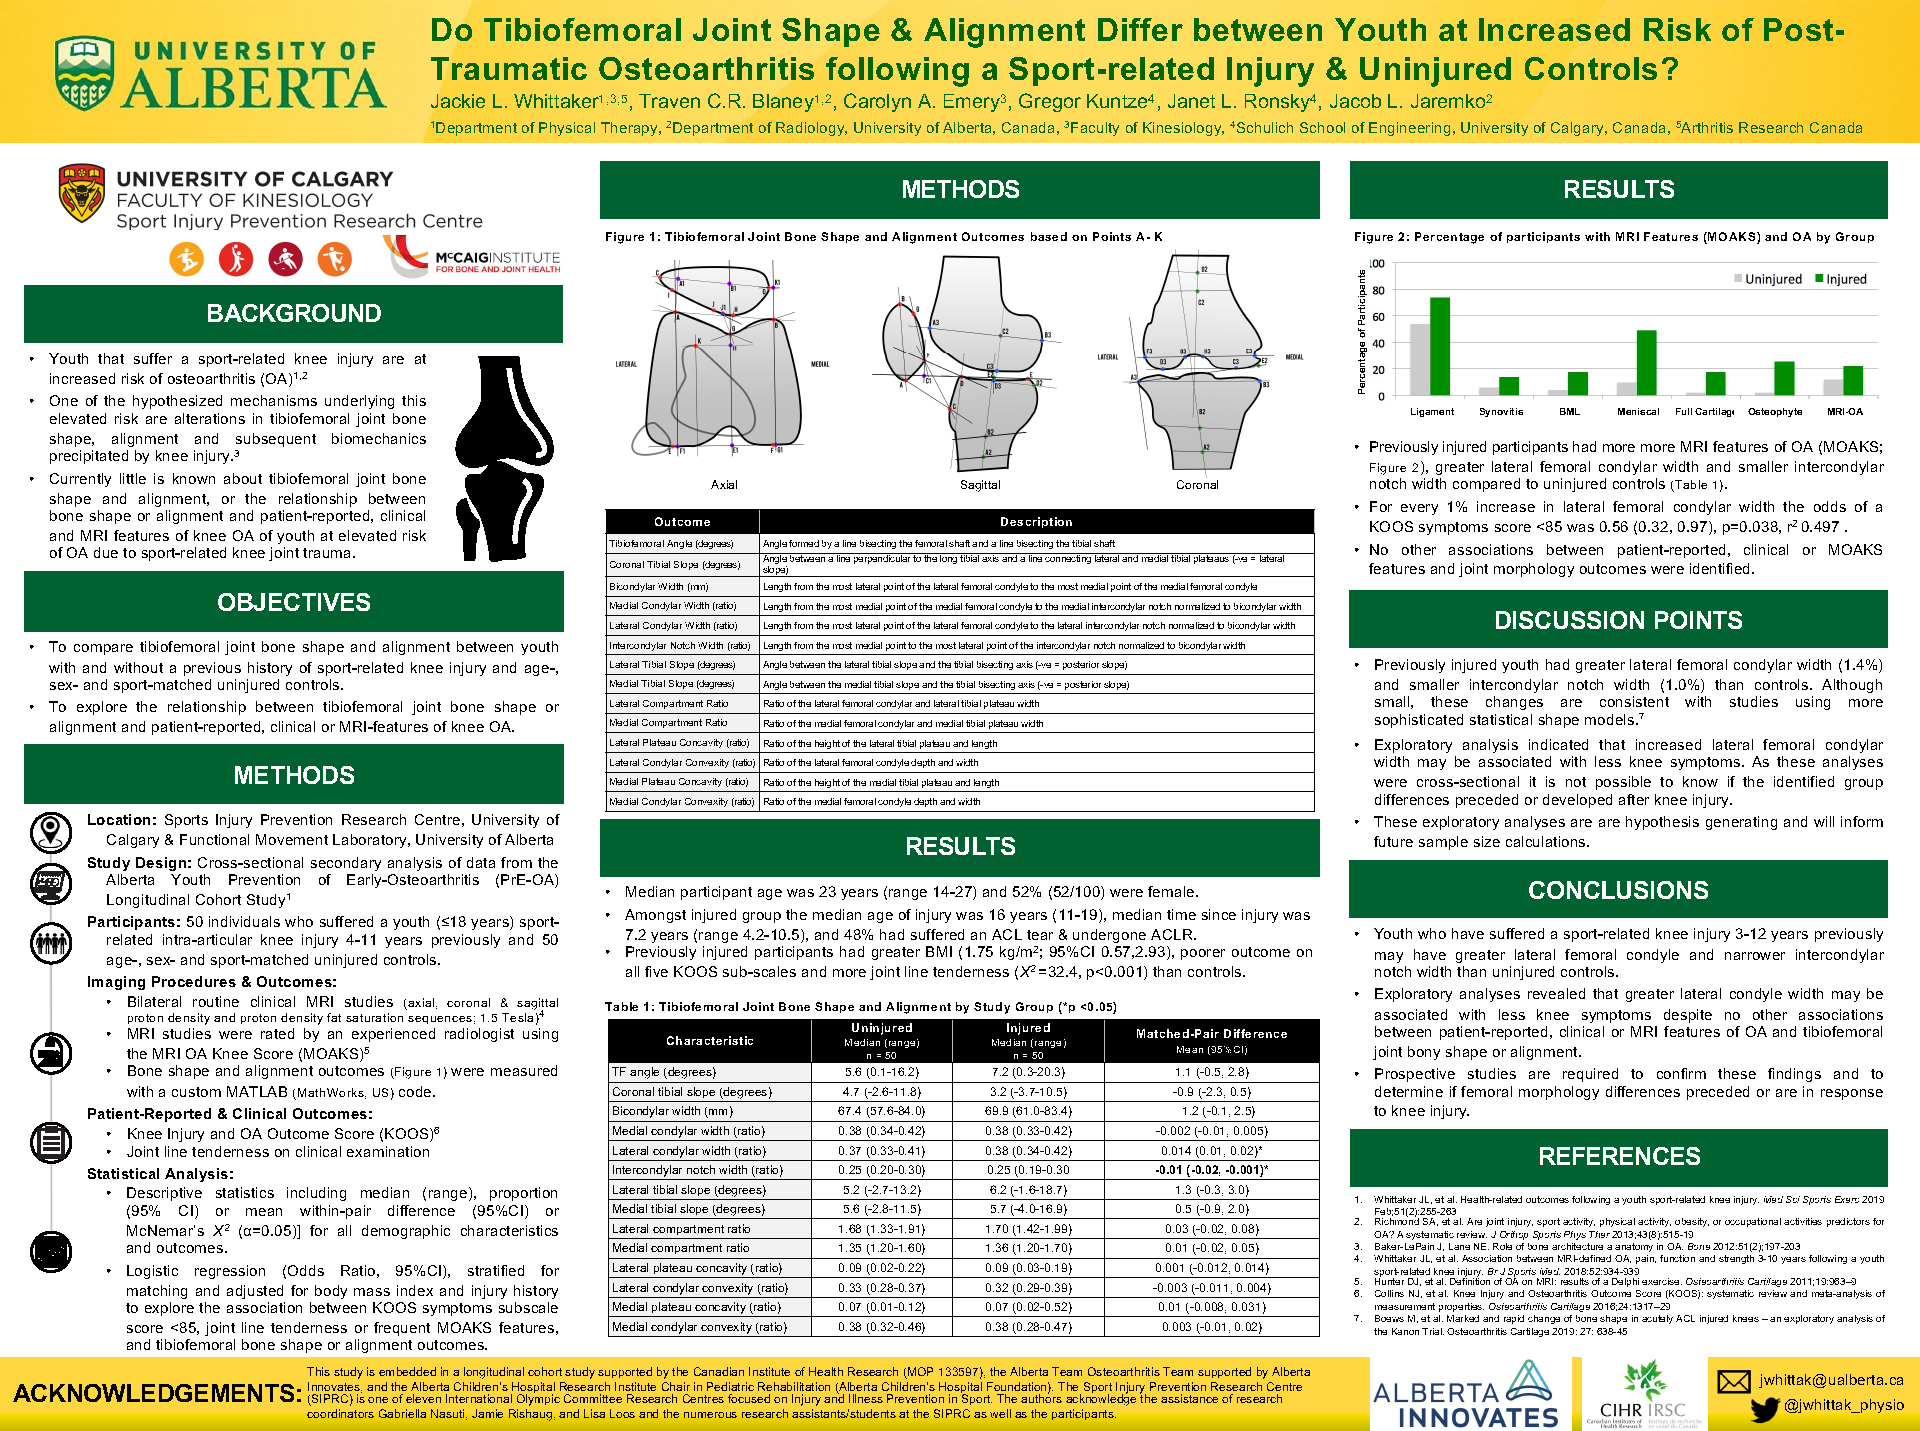 UNIVERSITY OF
ALBERTA
Do Tibiofemoral Joint Shape & Alignment Differ between Youth at Increased Risk of Post-
Traumatic Osteoarthritis following a Sport-related Injury & Uninjured Controls?
Jackie L. Whittaker¹,³,⁵, Traven C.R. Blaney¹,², Carolyn A. Emery³, Gregor Kuntze⁴, Janet L. Ronsky⁴, Jacob L. Jaremko²
¹Department of Physical Therapy, ²Department of Radiology, University of Alberta, Canada, ³Faculty of Kinesiology, ⁴Schulich School of Engineering, University of Calgary, Canada, ⁵Arthritis Research Canada
UNIVERSITY OF CALGARY
FACULTY OF KINESIOLOGY
Sport Injury Prevention Research Centre
McCAIG INSTITUTE
FOR BONE AND JOINT HEALTH
BACKGROUND
• Youth that suffer a sport-related knee injury are at
increased risk of osteoarthritis (OA)¹,²
• One of the hypothesized mechanisms underlying this
elevated risk are alterations in tibiofemoral joint bone
shape, alignment and subsequent biomechanics
precipitated by knee injury.³
• Currently little is known about tibiofemoral joint bone
shape and alignment, or the relationship between
bone shape or alignment and patient-reported, clinical
and MRI features of knee OA of youth at elevated risk
of OA due to sport-related knee joint trauma.
OBJECTIVES
• To compare tibiofemoral joint bone shape and alignment between youth
with and without a previous history of sport-related knee injury and age-,
sex- and sport-matched uninjured controls.
• To explore the relationship between tibiofemoral joint bone shape or
alignment and patient-reported, clinical or MRI-features of knee OA.
METHODS
Location: Sports Injury Prevention Research Centre, University of
Calgary & Functional Movement Laboratory, University of Alberta
Study Design: Cross-sectional secondary analysis of data from the
Alberta Youth Prevention of Early-Osteoarthritis (PrE-OA)
Longitudinal Cohort Study¹
Participants: 50 individuals who suffered a youth (≤18 years) sport-
related intra-articular knee injury 4-11 years previously and 50
age-, sex- and sport-matched uninjured controls.
Imaging Procedures & Outcomes:
• Bilateral routine clinical MRI studies (axial, coronal & sagittal
proton density and proton density fat saturation sequences; 1.5 Tesla)⁴
• MRI studies were rated by an experienced radiologist using
the MRI OA Knee Score (MOAKS)⁵
• Bone shape and alignment outcomes (Figure 1) were measured
with a custom MATLAB (MathWorks, US) code.
Patient-Reported & Clinical Outcomes:
• Knee Injury and OA Outcome Score (KOOS)⁶
• Joint line tenderness on clinical examination
Statistical Analysis:
• Descriptive statistics including median (range), proportion
(95% CI) or mean within-pair difference (95%CI) or
McNemar's X² (α=0.05)] for all demographic characteristics
and outcomes.
• Logistic regression (Odds Ratio, 95%CI), stratified for
matching and adjusted for body mass index and injury history
to explore the association between KOOS symptoms subscale
score <85, joint line tenderness or frequent MOAKS features,
and tibiofemoral bone shape or alignment outcomes.
METHODS
Figure 1: Tibiofemoral Joint Bone Shape and Alignment Outcomes based on Points A- K
LATERAL MEDIAL LATERAL MEDIAL
Axial Sagittal Coronal
Outcome Description
Tibiofemoral Angle (degrees) Angle formed by a line bisecting the femoral shaft and a line bisecting the tibial shaft
Coronal Tibial Slope (degrees) Angle between a line perpendicular to the long tibial axis and a line connecting lateral and medial tibial plateaus (-ve = lateral
slope)
Bicondylar Width (mm) Length from the most lateral point of the lateral femoral condyle to the most medial point of the medial femoral condyle
Medial Condylar Width (ratio) Length from the most medial point of the medial femoral condyle to the medial intercondylar notch normalized to bicondylar width
Lateral Condylar Width (ratio) Length from the most lateral point of the lateral femoral condyle to the lateral intercondylar notch normalized to bicondylar width
Intercondylar Notch Width (ratio) Length from the most medial point to the most lateral point of the intercondylar notch normalized to bicondylar width
Lateral Tibial Slope (degrees) Angle between the lateral tibial slope and the tibial bisecting axis (-ve = posterior slope)
Medial Tibial Slope (degrees) Angle between the medial tibial slope and the tibial bisecting axis (-ve = posterior slope)
Lateral Compartment Ratio Ratio of the lateral femoral condylar and lateral tibial plateau width
Medial Compartment Ratio Ratio of the medial femoral condylar and medial tibial plateau width
Lateral Plateau Concavity (ratio) Ratio of the height of the lateral tibial plateau and length
Lateral Condylar Convexity (ratio) Ratio of the lateral femoral condyle depth and width
Medial Plateau Concavity (ratio) Ratio of the height of the medial tibial plateau and length
Medial Condylar Convexity (ratio) Ratio of the medial femoral condyle depth and width
RESULTS
• Median participant age was 23 years (range 14-27) and 52% (52/100) were female.
• Amongst injured group the median age of injury was 16 years (11-19), median time since injury was
7.2 years (range 4.2-10.5), and 48% had suffered an ACL tear & undergone ACLR.
• Previously injured participants had greater BMI (1.75 kg/m²; 95%CI 0.57,2.93), poorer outcome on
all five KOOS sub-scales and more joint line tenderness (X²=32.4, p<0.001) than controls.
Table 1: Tibiofemoral Joint Bone Shape and Alignment by Study Group (*p <0.05)
Characteristic Uninjured Median (range) n = 50 Injured Median (range) n = 50 Matched-Pair Difference Mean (95%CI)
TF angle (degrees) 5.6 (0.1-16.2) 7.2 (0.3-20.3) 1.1 (-0.5, 2.8)
Coronal tibial slope (degrees) 4.7 (-2.6-11.8) 3.2 (-3.7-10.5) -0.9 (-2.3, 0.5)
Bicondylar width (mm) 67.4 (57.6-84.0) 69.9 (61.0-83.4) 1.2 (-0.1, 2.5)
Medial condylar width (ratio) 0.38 (0.34-0.42) 0.38 (0.33-0.42) -0.002 (-0.01, 0.005)
Lateral condylar width (ratio) 0.37 (0.33-0.41) 0.38 (0.34-0.42) 0.014 (0.01, 0.02)*
Intercondylar notch width (ratio) 0.25 (0.20-0.30) 0.25 (0.19-0.30 -0.01 (-0.02, -0.001)*
Lateral tibial slope (degrees) 5.2 (-2.7-13.2) 6.2 (-1.6-18.7) 1.3 (-0.3, 3.0)
Medial tibial slope (degrees) 5.6 (-2.8-11.5) 5.7 (-4.0-16.9) 0.5 (-0.9, 2.0)
Lateral compartment ratio 1.68 (1.33-1.91) 1.70 (1.42-1.99) 0.03 (-0.02, 0.08)
Medial compartment ratio 1.35 (1.20-1.60) 1.36 (1.20-1.70) 0.01 (-0.02, 0.05)
Lateral plateau concavity (ratio) 0.09 (0.02-0.22) 0.09 (0.03-0.19) 0.001 (-0.012, 0.014)
Lateral condylar convexity (ratio) 0.33 (0.28-0.37) 0.32 (0.29-0.39) -0.003 (-0.011, 0.004)
Medial plateau concavity (ratio) 0.07 (0.01-0.12) 0.07 (0.02-0.52) 0.01 (-0.008, 0.031)
Medial condylar convexity (ratio) 0.38 (0.32-0.46) 0.38 (0.28-0.47) 0.003 (-0.01, 0.02)
RESULTS
Figure 2: Percentage of participants with MRI Features (MOAKS) and OA by Group
Percentage of Participants
100
80
60
40
20
0
Uninjured Injured
Ligament Synovitis BML Meniscal Full Cartilage Osteophyte MRI-OA
• Previously injured participants had more more MRI features of OA (MOAKS;
Figure 2), greater lateral femoral condylar width and smaller intercondylar
notch width compared to uninjured controls (Table 1).
• For every 1% increase in lateral femoral condylar width the odds of a
KOOS symptoms score <85 was 0.56 (0.32, 0.97), p=0.038, r² 0.497 .
• No other associations between patient-reported, clinical or MOAKS
features and joint morphology outcomes were identified.
DISCUSSION POINTS
• Previously injured youth had greater lateral femoral condylar width (1.4%)
and smaller intercondylar notch width (1.0%) than controls. Although
small, these changes are consistent with studies using more
sophisticated statistical shape models.⁷
• Exploratory analysis indicated that increased lateral femoral condylar
width may be associated with less knee symptoms. As these analyses
were cross-sectional it is not possible to know if the identified group
differences preceded or developed after knee injury.
• These exploratory analyses are are hypothesis generating and will inform
future sample size calculations.
CONCLUSIONS
• Youth who have suffered a sport-related knee injury 3-12 years previously
may have greater lateral femoral condyle and narrower intercondylar
notch width than uninjured controls.
• Exploratory analyses revealed that greater lateral condyle width may be
associated with less knee symptoms despite no other associations
between patient-reported, clinical or MRI features of OA and tibiofemoral
joint bony shape or alignment.
• Prospective studies are required to confirm these findings and to
determine if femoral morphology differences preceded or are in response
to knee injury.
REFERENCES
1. Whittaker JL, et al. Health-related outcomes following a youth sport-related knee injury. Med Sci Sports Exerc 2019
Feb;51(2):255-263
2. Richmond SA, et al. Are joint injury, sport activity, physical activity, obesity, or occupational activities predictors for
OA? A systematic review. J Orthop Sports Phys Ther 2013;43(8):515-19
3. Baker-LePain J, Lane NE. Role of bone architecture a anatomy in OA. Bone 2012:51(2);197-203
4. Whittaker JL, et al. Association between MRI-defined OA, pain, function and strength 3-10 years following a youth
sport-related knee injury. Br J Sports Med. 2018:52:934-939
5. Hunter DJ, et al. Definition of OA on MRI: results of a Delphi exercise. Osteoarthritis Cartilage 2011;19:963–9
6. Collins NJ, et al. Knee Injury and Osteoarthritis Outcome Score (KOOS): systematic review and meta-analysis of
measurement properties. Osteoarthritis Cartilage 2016;24:1317–29
7. Boews M, et al. Marked and rapid change of bone shape in acutely ACL injured knees – an exploratory analysis of
the Kanon Trial. Osteoarthritis Cartilage 2019: 27: 638-45
ACKNOWLEDGEMENTS:
This study is embedded in a longitudinal cohort study supported by the Canadian Institute of Health Research (MOP 133597), the Alberta Team Osteoarthritis Team supported by Alberta
Innovates, and the Alberta Children's Hospital Research Institute Chair in Pediatric Rehabilitation (Alberta Children's Hospital Foundation). The Sport Injury Prevention Research Centre
(SIPRC) is one of eleven International Olympic Committee Research Centres focused on Injury and Illness Prevention in Sport. The authors acknowledge the assistance of research
coordinators Gabriella Nasuti, Jamie Rishaug, and Lisa Loos and the numerous research assistants/students at the SIPRC as well as the participants.
ALBERTA
INNOVATES
CIHR IRSC
Canadian Institutes of Health Research
Instituts de recherche en santé du Canada
jwhittak@ualberta.ca
@jwhittak_physio